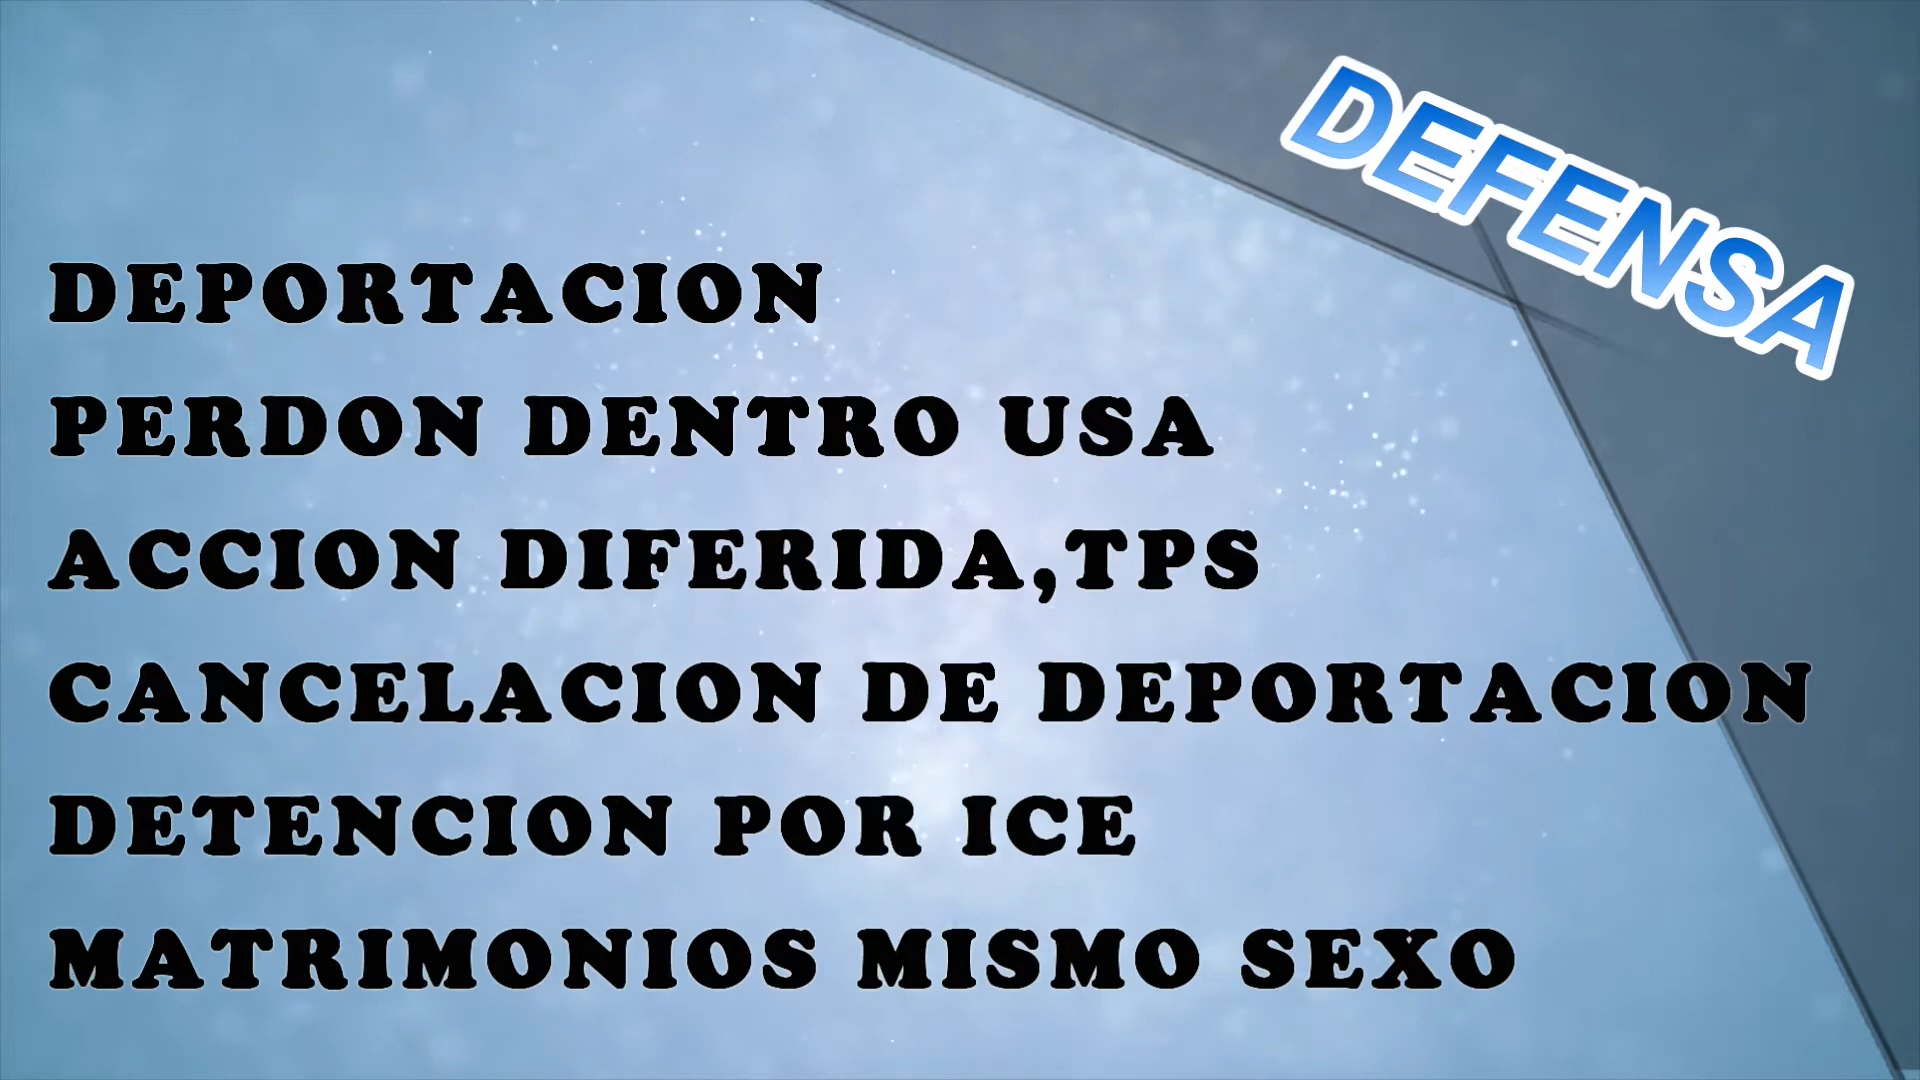 DEFENSA
DEPORTACION
PERDON DENTRO USA
ACCION DIFERIDA,TPS
CANCELACION DE DEPORTACION
DETENCION POR ICE
MATRIMONIOS MISMO SEXO